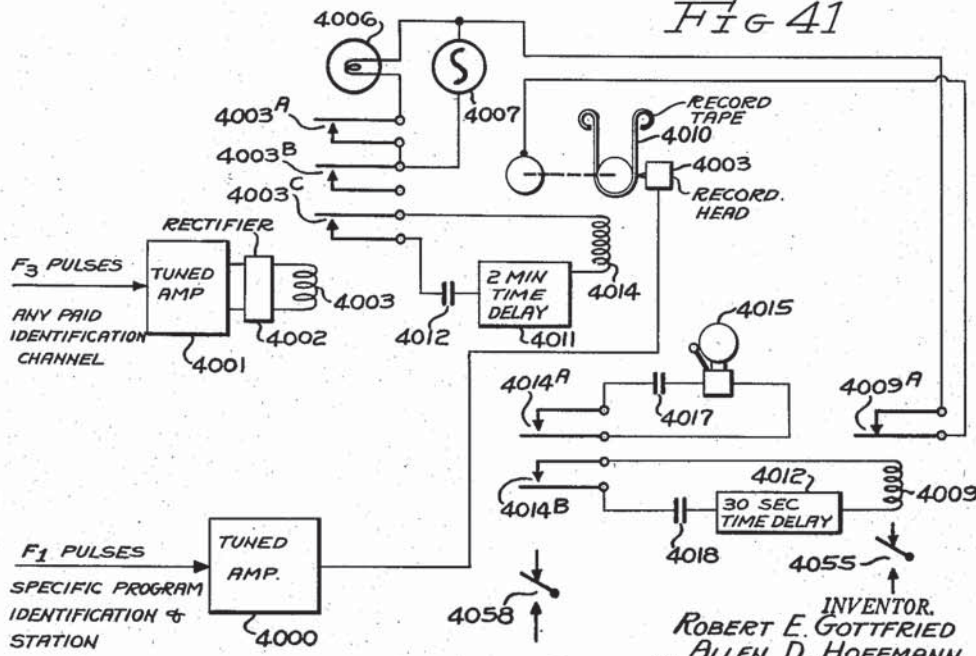 FIG 41
4006
4007
4003A
4003B
4003C
RECORD
TAPE
4010
4003
RECORD.
HEAD
RECTIFIER
F3 PULSES
TUNED
AMP
4003
ANY PAID
IDENTIFICATION
CHANNEL
4001
4002
4012
2 MIN
TIME
DELAY
4011
4014
4015
4014A
4017
4009A
4014B
4012
30 SEC
TIME DELAY
4018
4009
4055
F1 PULSES
TUNED
AMP.
SPECIFIC PROGRAM
IDENTIFICATION &
STATION
4000
4058
INVENTOR.
ROBERT E. GOTTFRIED
ALLEN D. HOFFMANN